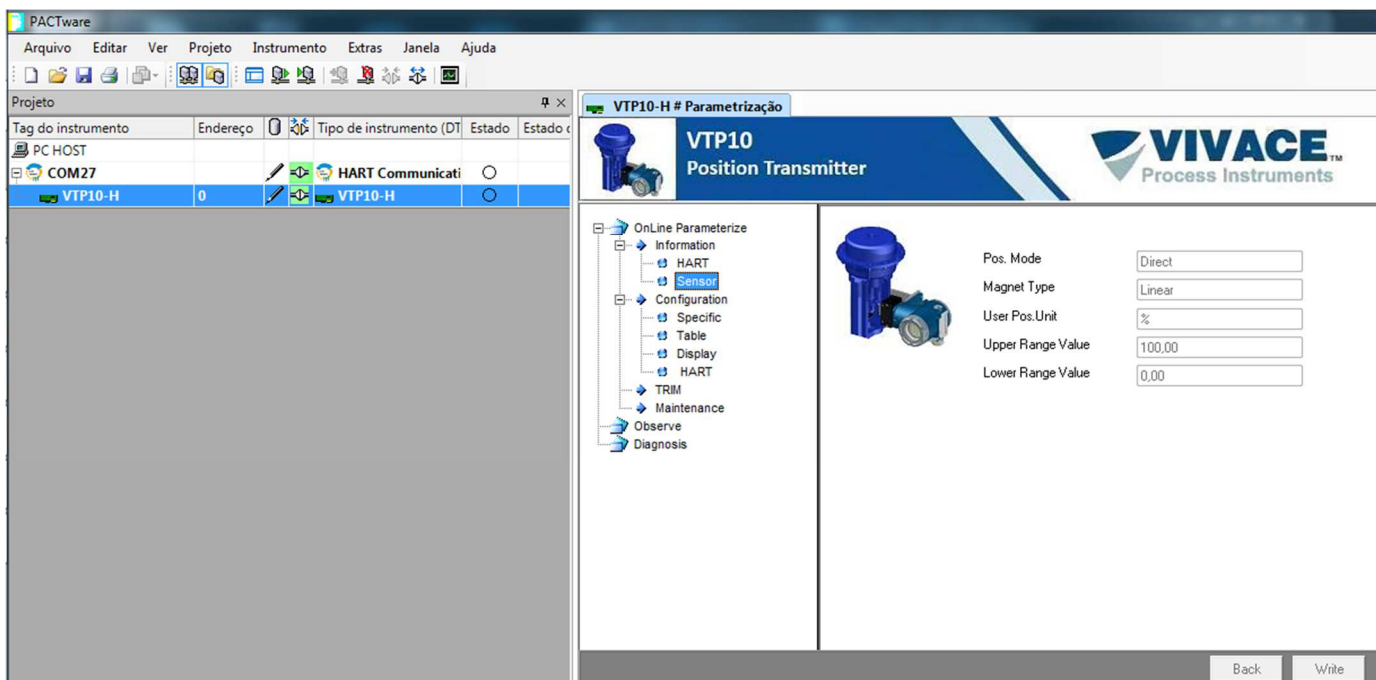 PACTware
Arquivo Editar Ver Projeto Instrumento Extras Janela Ajuda
Projeto
Tag do instrumento Endereço Tipo de instrumento (DT Estado Estado
PC HOST
COM27 HART Communicati
VTP10-H 0 VTP10-H
VTP10-H # Parametrização
VTP10
Position Transmitter
VIVACE TM
Process Instruments
OnLine Parameterize
Information
HART
Sensor
Configuration
Specific
Table
Display
HART
TRIM
Maintenance
Observe
Diagnosis
Pos. Mode Direct
Magnet Type Linear
User Pos.Unit %
Upper Range Value 100,00
Lower Range Value 0,00
Back Write